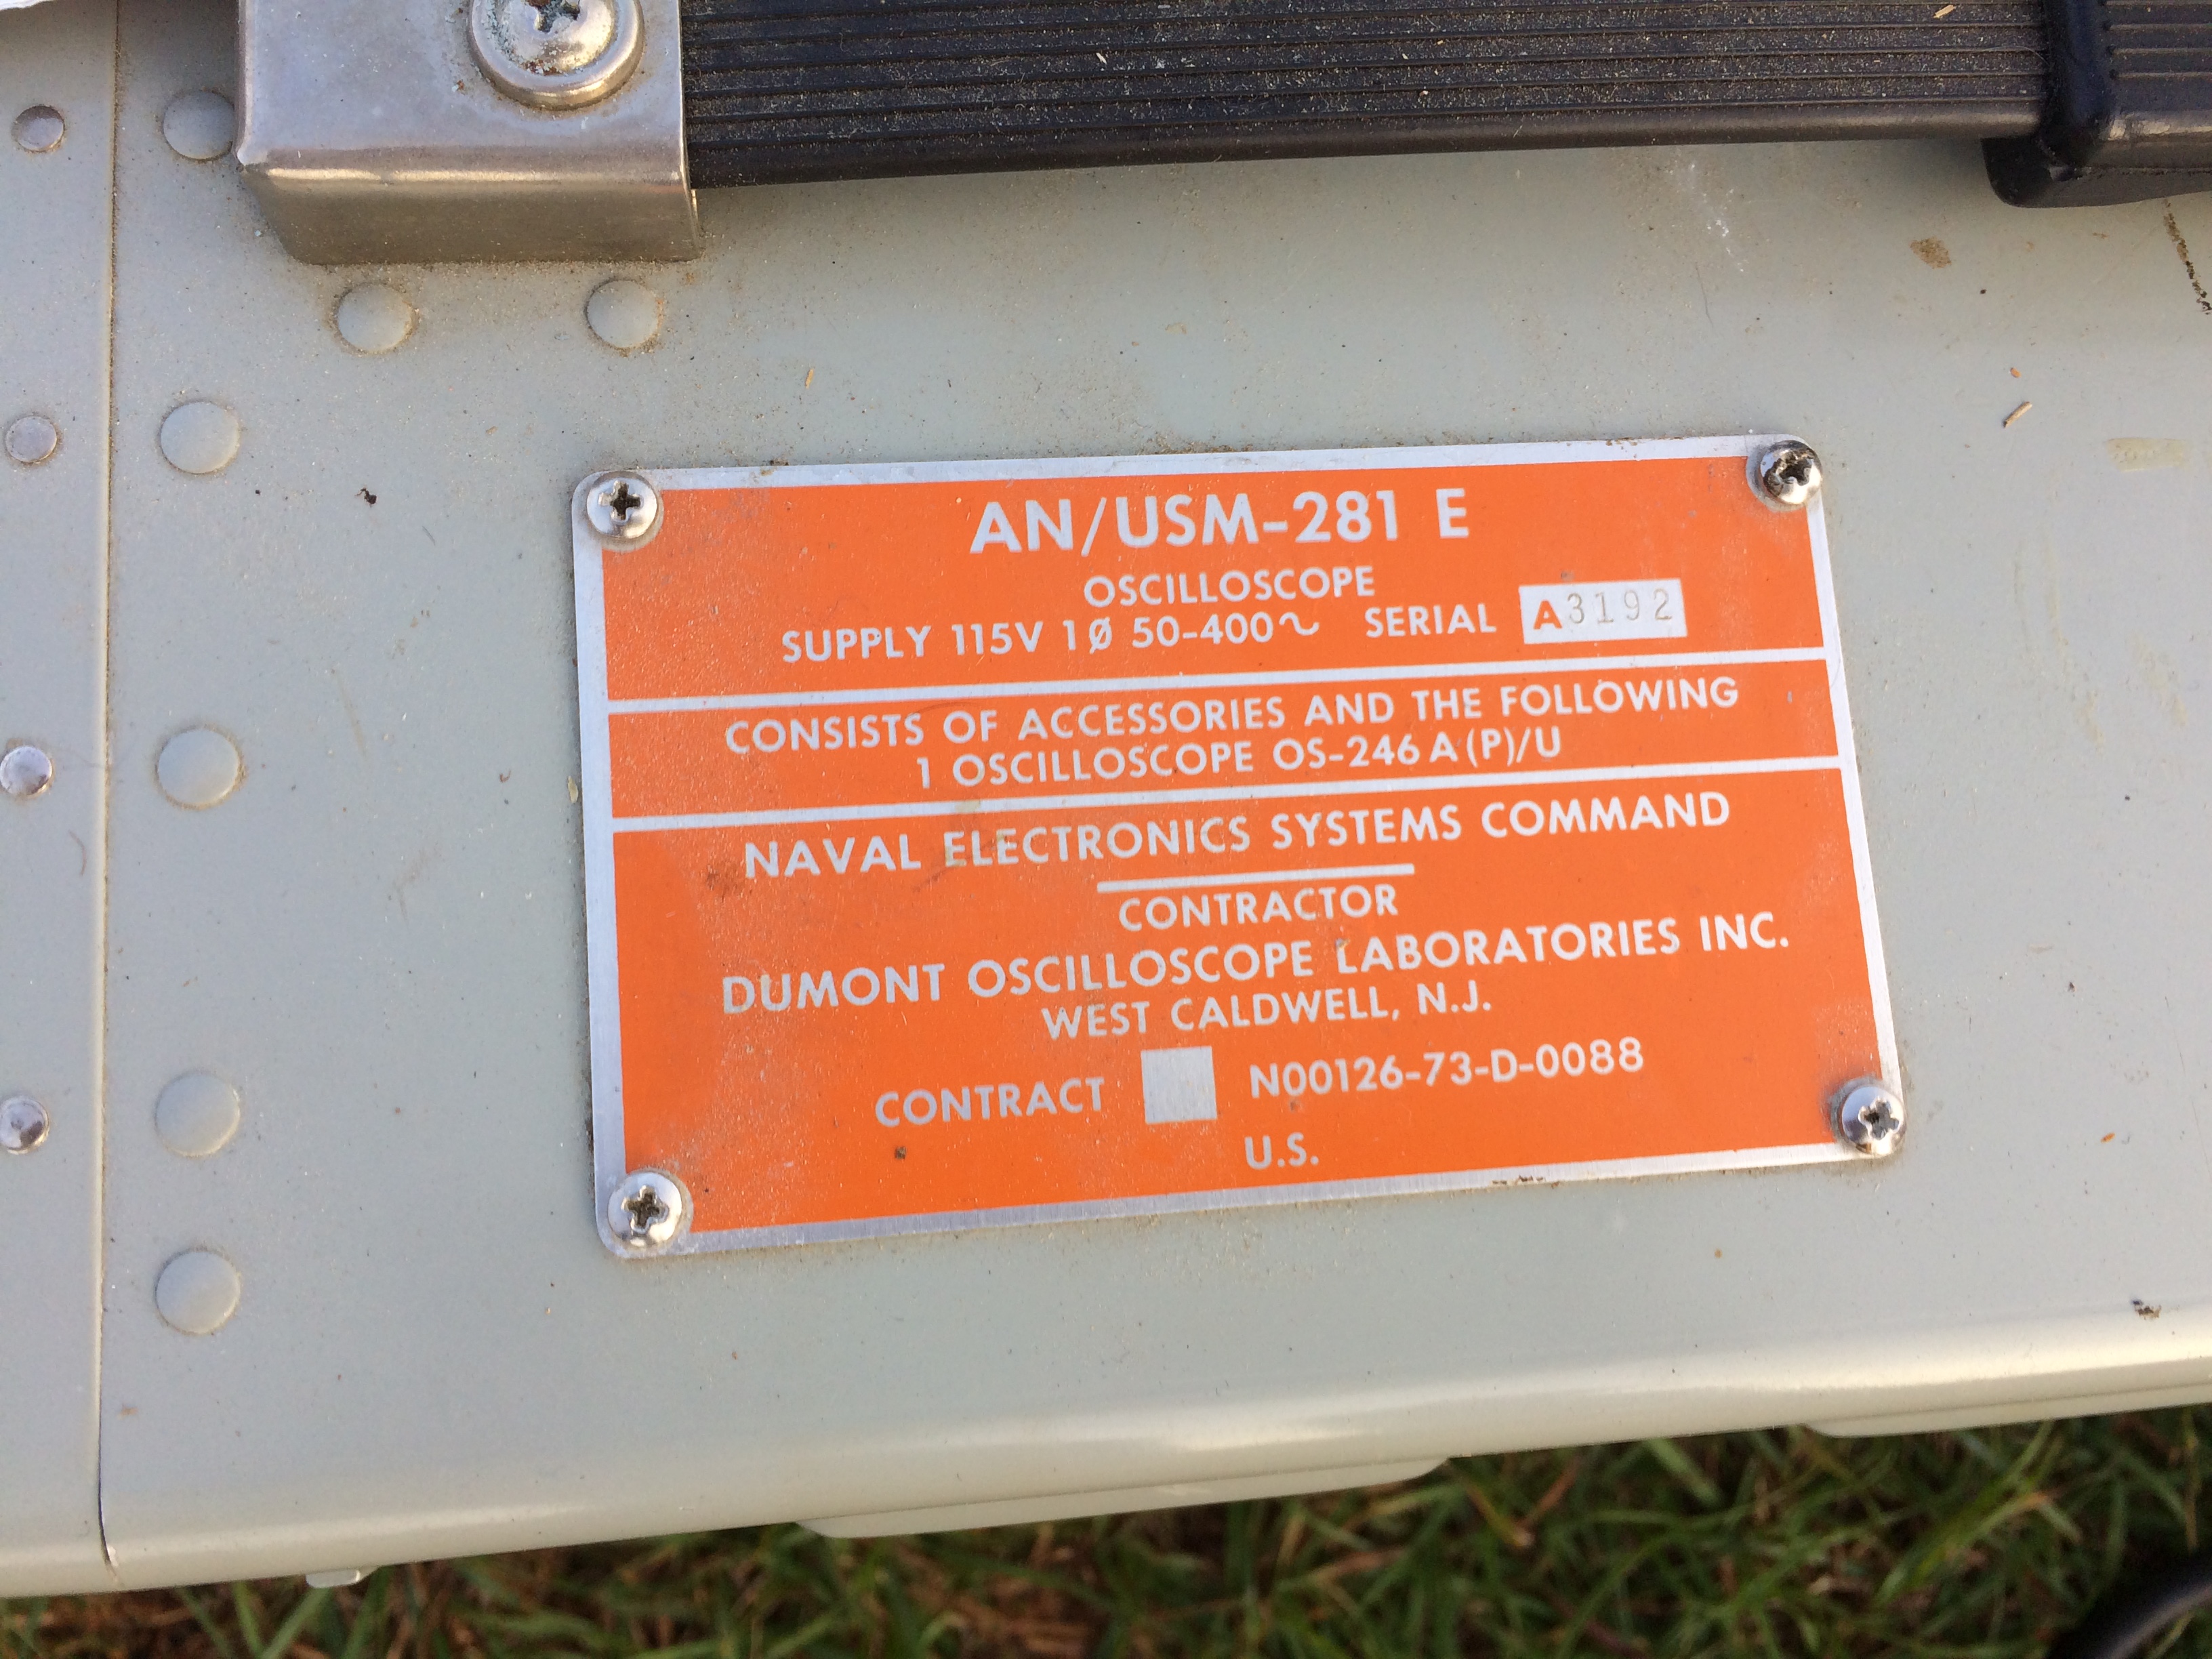 AN/USM-281 E
OSCILLOSCOPE
SUPPLY 115V 1Ø 50-400∿ SERIAL A3192
CONSISTS OF ACCESSORIES AND THE FOLLOWING
1 OSCILLOSCOPE OS-246A(P)/U
NAVAL ELECTRONICS SYSTEMS COMMAND
CONTRACTOR
DUMONT OSCILLOSCOPE LABORATORIES INC.
WEST CALDWELL, N.J.
CONTRACT N00126-73-D-0088
U.S.